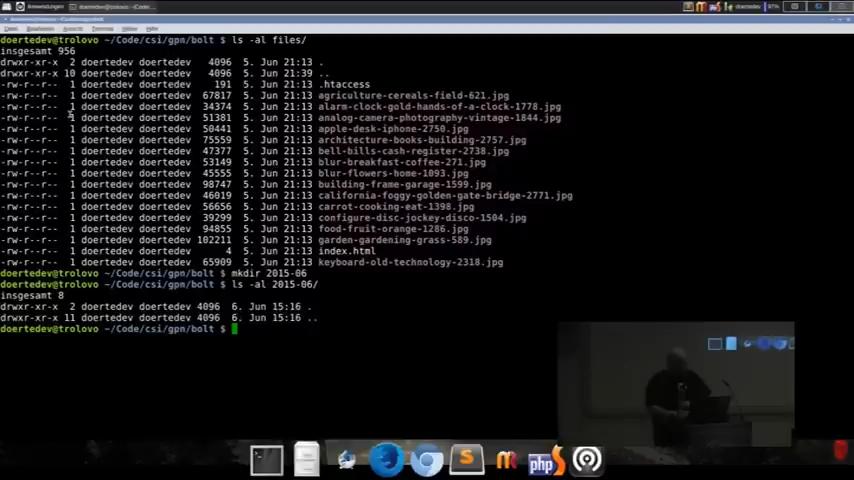 doertedev@trolovo ~/Code/csi/gpn/bolt $ ls -al files/
insgesamt 956
drwxr-xr-x  2 doertedev doertedev   4096  5. Jun 21:13 .
drwxr-xr-x 10 doertedev doertedev   4096  5. Jun 21:39 ..
-rw-r--r--  1 doertedev doertedev    191  5. Jun 21:13 .htaccess
-rw-r--r--  1 doertedev doertedev  67817  5. Jun 21:13 agriculture-cereals-field-621.jpg
-rw-r--r--  1 doertedev doertedev  34374  5. Jun 21:13 alarm-clock-gold-hands-of-a-clock-1778.jpg
-rw-r--r--  1 doertedev doertedev  51381  5. Jun 21:13 analog-camera-photography-vintage-1844.jpg
-rw-r--r--  1 doertedev doertedev  50441  5. Jun 21:13 apple-desk-iphone-2750.jpg
-rw-r--r--  1 doertedev doertedev  75559  5. Jun 21:13 architecture-books-building-2757.jpg
-rw-r--r--  1 doertedev doertedev  47377  5. Jun 21:13 bell-bills-cash-register-2738.jpg
-rw-r--r--  1 doertedev doertedev  53149  5. Jun 21:13 blur-breakfast-coffee-271.jpg
-rw-r--r--  1 doertedev doertedev  45555  5. Jun 21:13 blur-flowers-home-1093.jpg
-rw-r--r--  1 doertedev doertedev  98747  5. Jun 21:13 building-frame-garage-1599.jpg
-rw-r--r--  1 doertedev doertedev  46019  5. Jun 21:13 california-foggy-golden-gate-bridge-2771.jpg
-rw-r--r--  1 doertedev doertedev  56656  5. Jun 21:13 carrot-cooking-eat-1398.jpg
-rw-r--r--  1 doertedev doertedev  39299  5. Jun 21:13 configure-disc-jockey-disco-1504.jpg
-rw-r--r--  1 doertedev doertedev  94855  5. Jun 21:13 food-fruit-orange-1286.jpg
-rw-r--r--  1 doertedev doertedev 102211  5. Jun 21:13 garden-gardening-grass-589.jpg
-rw-r--r--  1 doertedev doertedev      4  5. Jun 21:13 index.html
-rw-r--r--  1 doertedev doertedev  65909  5. Jun 21:13 keyboard-old-technology-2318.jpg
doertedev@trolovo ~/Code/csi/gpn/bolt $ mkdir 2015-06
doertedev@trolovo ~/Code/csi/gpn/bolt $ ls -al 2015-06/
insgesamt 8
drwxr-xr-x  2 doertedev doertedev 4096  6. Jun 15:16 .
drwxr-xr-x 11 doertedev doertedev 4096  6. Jun 15:16 ..
doertedev@trolovo ~/Code/csi/gpn/bolt $
php